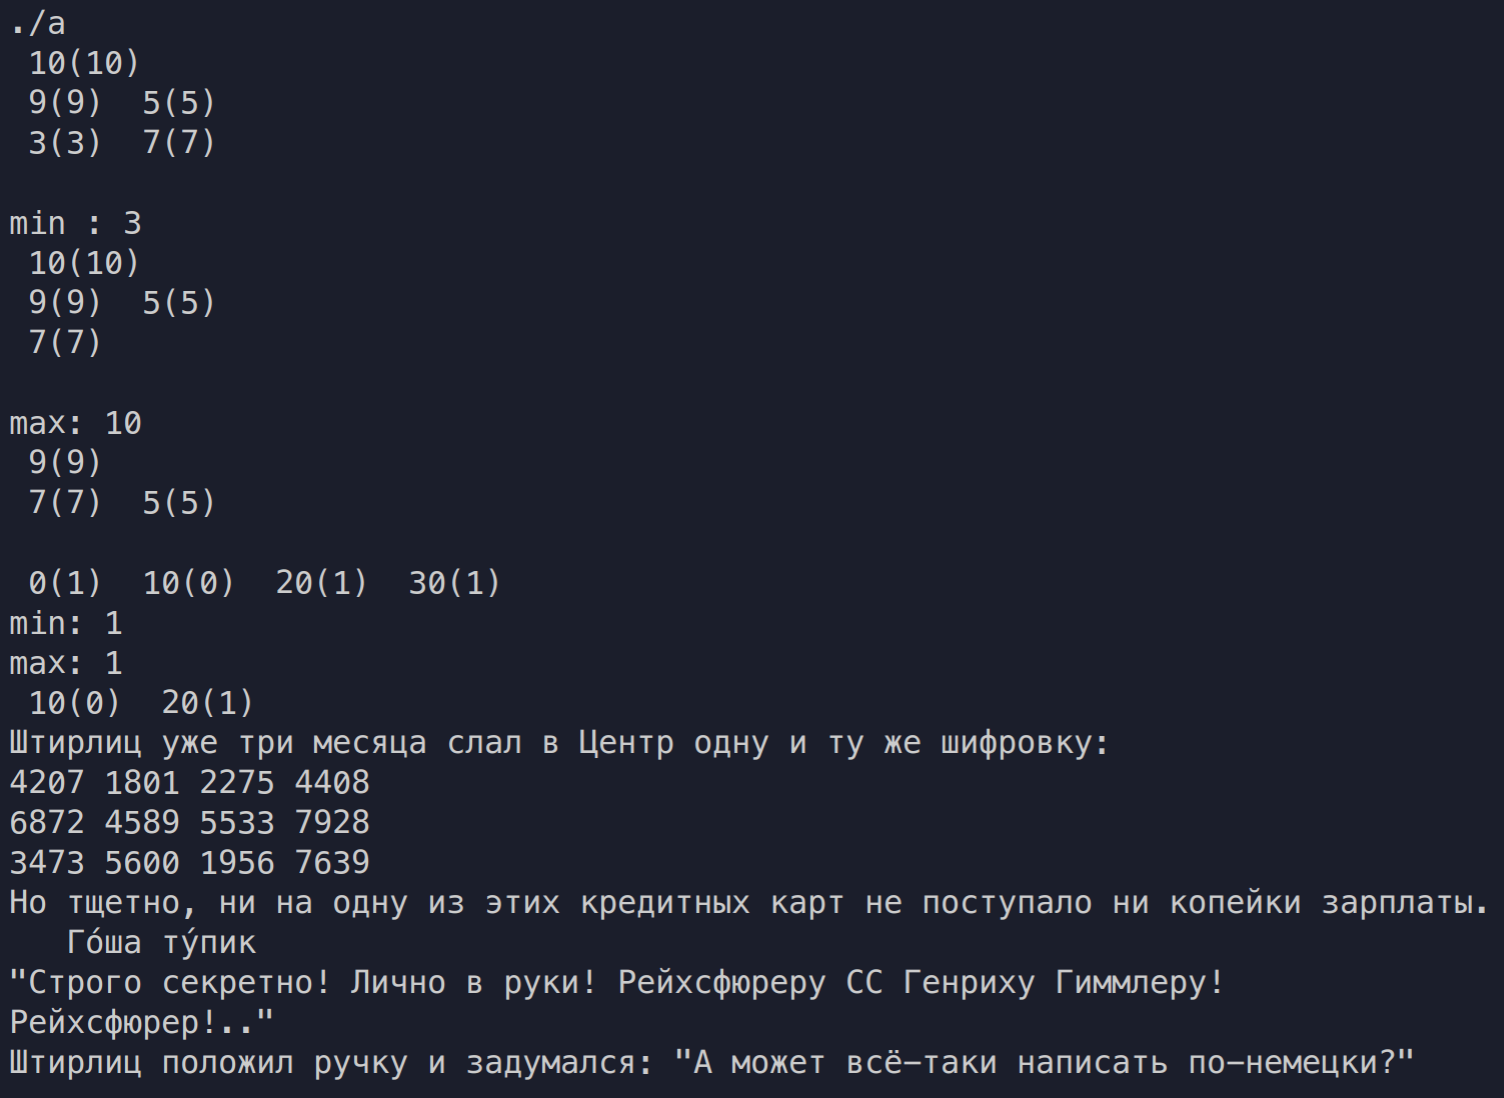 ./a
 10(10)
 9(9)  5(5)
 3(3)  7(7)

min : 3
 10(10)
 9(9)  5(5)
 7(7)

max: 10
 9(9)
 7(7)  5(5)

 0(1)  10(0)  20(1)  30(1)
min: 1
max: 1
 10(0)  20(1)
Штирлиц уже три месяца слал в Центр одну и ту же шифровку:
4207 1801 2275 4408
6872 4589 5533 7928
3473 5600 1956 7639
Но тщетно, ни на одну из этих кредитных карт не поступало ни копейки зарплаты.
   Го́ша ту́пик
"Строго секретно! Лично в руки! Рейхсфюреру СС Генриху Гиммлеру!
Рейхсфюрер!.."
Штирлиц положил ручку и задумался: "А может всё-таки написать по-немецки?"